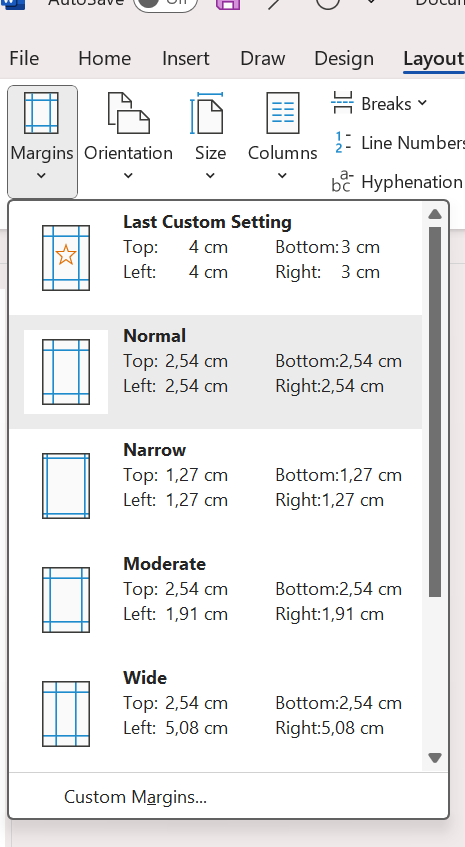 AutoSave Off
File Home Insert Draw Design Layout
Margins Orientation Size Columns Breaks
Line Numbers
Hyphenation
Last Custom Setting
Top: 4 cm Bottom: 3 cm
Left: 4 cm Right: 3 cm
Normal
Top: 2,54 cm Bottom:2,54 cm
Left: 2,54 cm Right:2,54 cm
Narrow
Top: 1,27 cm Bottom:1,27 cm
Left: 1,27 cm Right:1,27 cm
Moderate
Top: 2,54 cm Bottom:2,54 cm
Left: 1,91 cm Right:1,91 cm
Wide
Top: 2,54 cm Bottom:2,54 cm
Left: 5,08 cm Right:5,08 cm
Custom Margins...